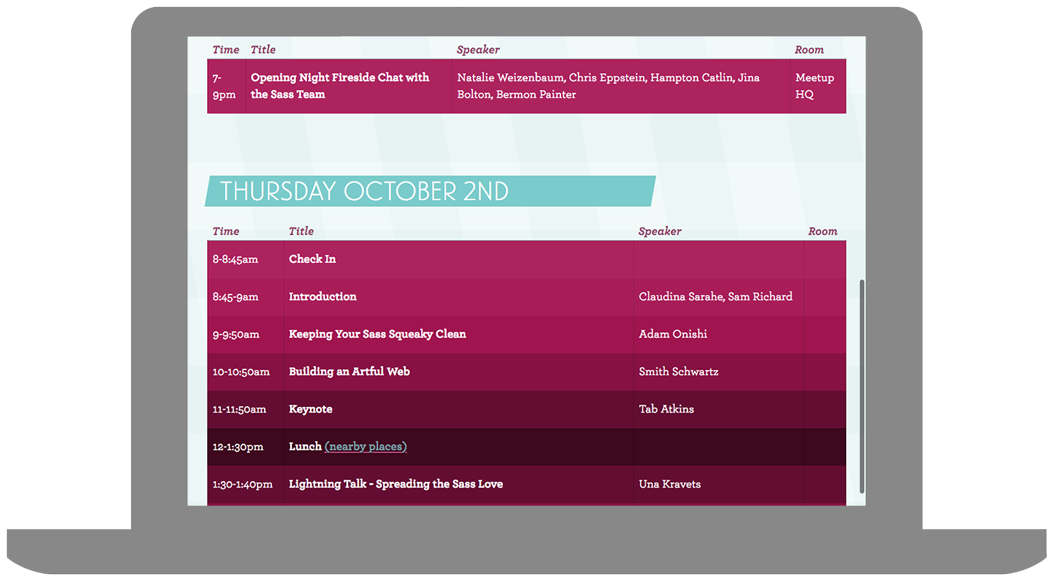 Time Title Speaker Room
7- Opening Night Fireside Chat with Natalie Weizenbaum, Chris Eppstein, Hampton Catlin, Jina Meetup
9pm the Sass Team Bolton, Bermon Painter HQ
THURSDAY OCTOBER 2ND
Time Title Speaker Room
8-8:45am Check In
8:45-9am Introduction Claudina Sarahe, Sam Richard
9-9:50am Keeping Your Sass Squeaky Clean Adam Onishi
10-10:50am Building an Artful Web Smith Schwartz
11-11:50am Keynote Tab Atkins
12-1:30pm Lunch (nearby places)
1:30-1:40pm Lightning Talk - Spreading the Sass Love Una Kravets